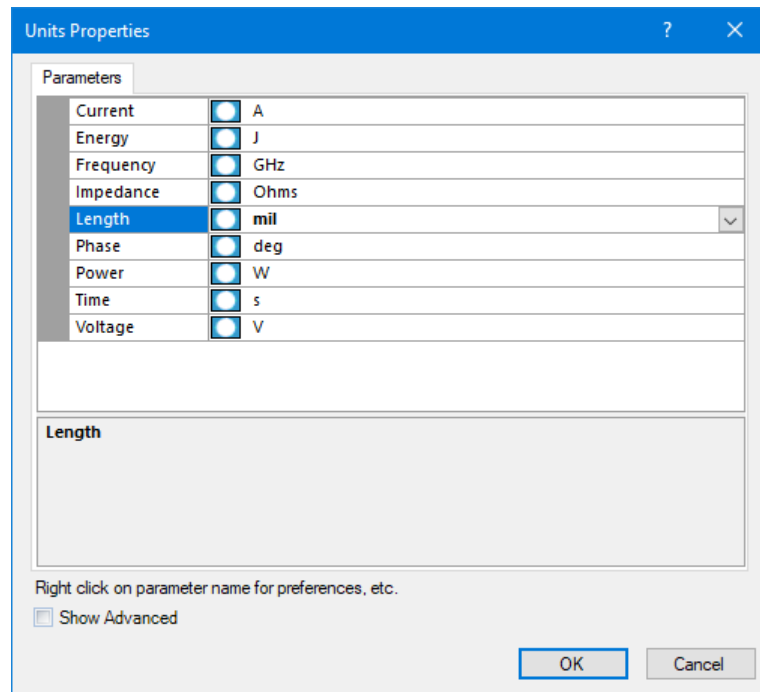 Units Properties ?
Parameters
Current A
Energy J
Frequency GHz
Impedance Ohms
Length mil
Phase deg
Power W
Time s
Voltage V
Length
Right click on parameter name for preferences, etc.
Show Advanced
OK Cancel